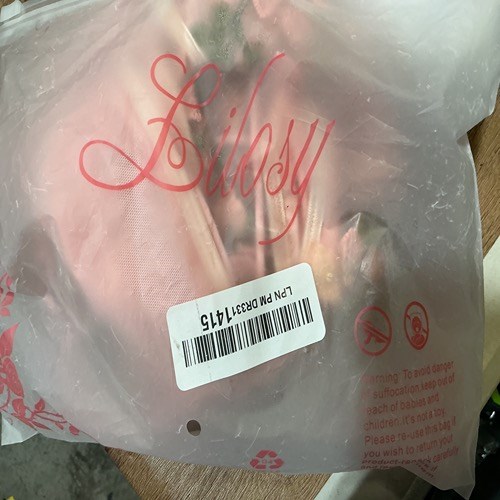 Lilosy
LPN PM DR3311415
Warning: To avoid danger
of suffocation keep out of
reach of babies and
children. it's not a toy.
Please re-use this bag if
you wish to return your